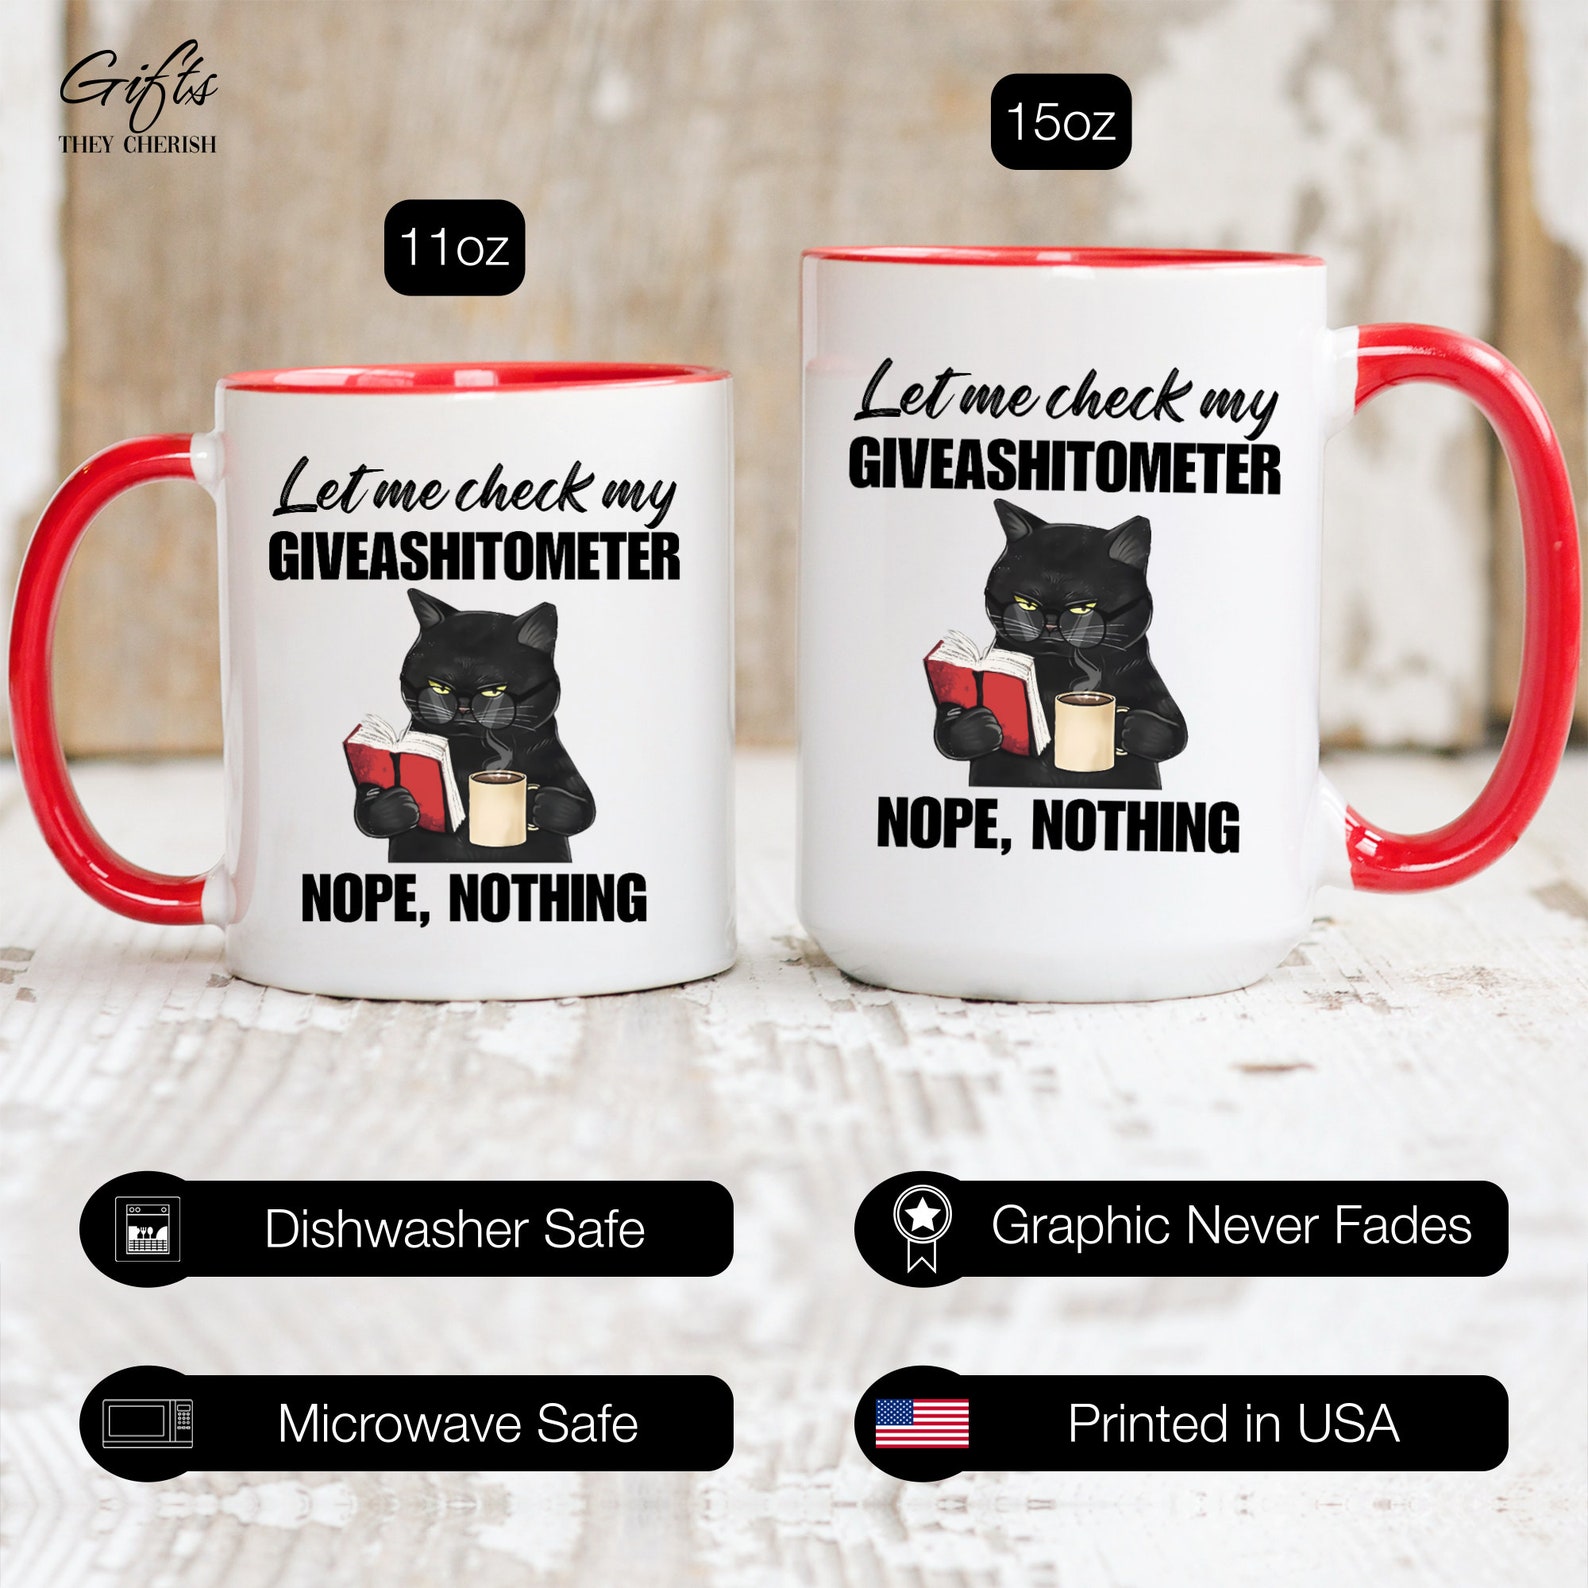 Gifts
THEY CHERISH
11oz
15oz
Let me check my
GIVEASHITOMETER
NOPE, NOTHING
Let me check my
GIVEASHITOMETER
NOPE, NOTHING
Dishwasher Safe
Graphic Never Fades
Microwave Safe
Printed in USA